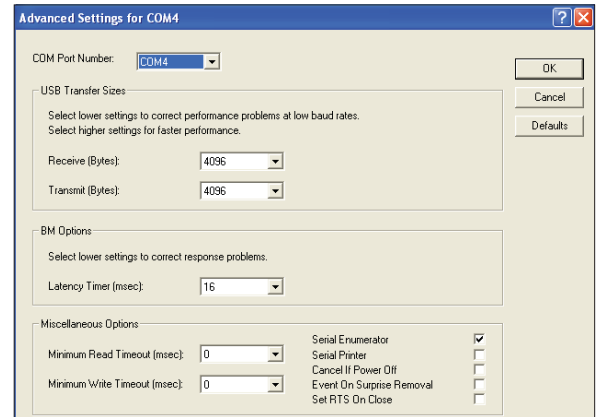 Advanced Settings for COM4
COM Port Number: COM4
OK
USB Transfer Sizes
Cancel
Select lower settings to correct performance problems at low baud rates.
Select higher settings for faster performance.
Defaults
Receive (Bytes): 4096
Transmit (Bytes): 4096
BM Options
Select lower settings to correct response problems.
Latency Timer (msec): 16
Miscellaneous Options
Serial Enumerator
Minimum Read Timeout (msec): 0
Serial Printer
Cancel If Power Off
Minimum Write Timeout (msec): 0
Event On Surprise Removal
Set RTS On Close